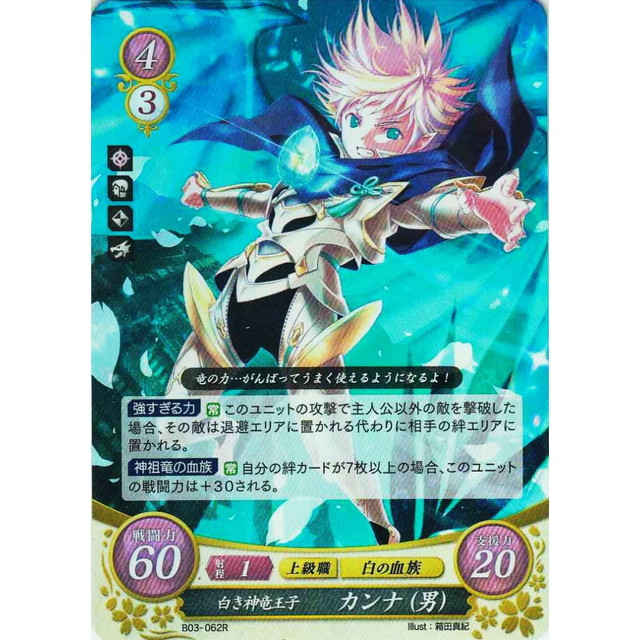 4
3
竜の力…がんばってうまく使えるようになるよ！
強すぎる力 常 このユニットの攻撃で主人公以外の敵を撃破した
場合、その敵は退避エリアに置かれる代わりに相手の絆エリアに
置かれる。
神祖竜の血族 常 自分の絆カードが7枚以上の場合、このユニット
の戦闘力は＋30される。
戦闘力 60
射程 1
上級職
白の血族
支援力 20
白き神竜王子 カンナ（男）
B03-062R
Illust：箱田真紀